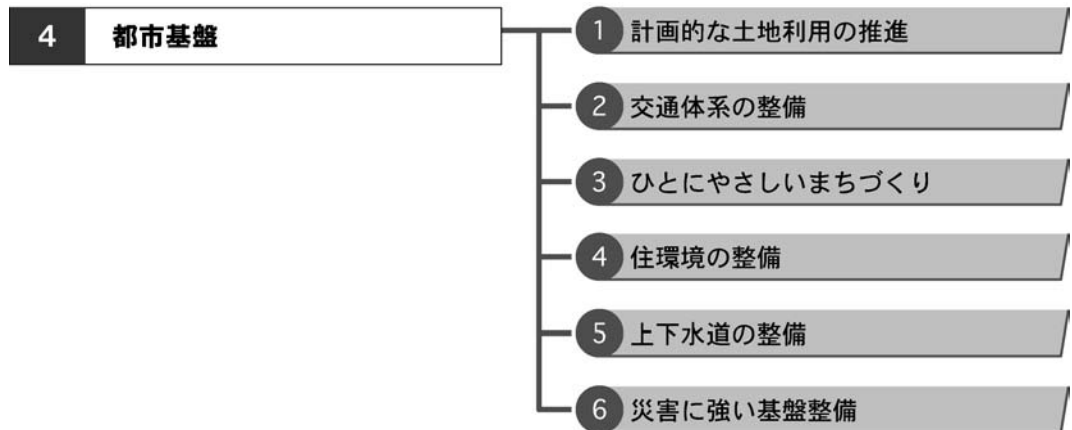 4 都市基盤
1 計画的な土地利用の推進
2 交通体系の整備
3 ひとにやさしいまちづくり
4 住環境の整備
5 上下水道の整備
6 災害に強い基盤整備